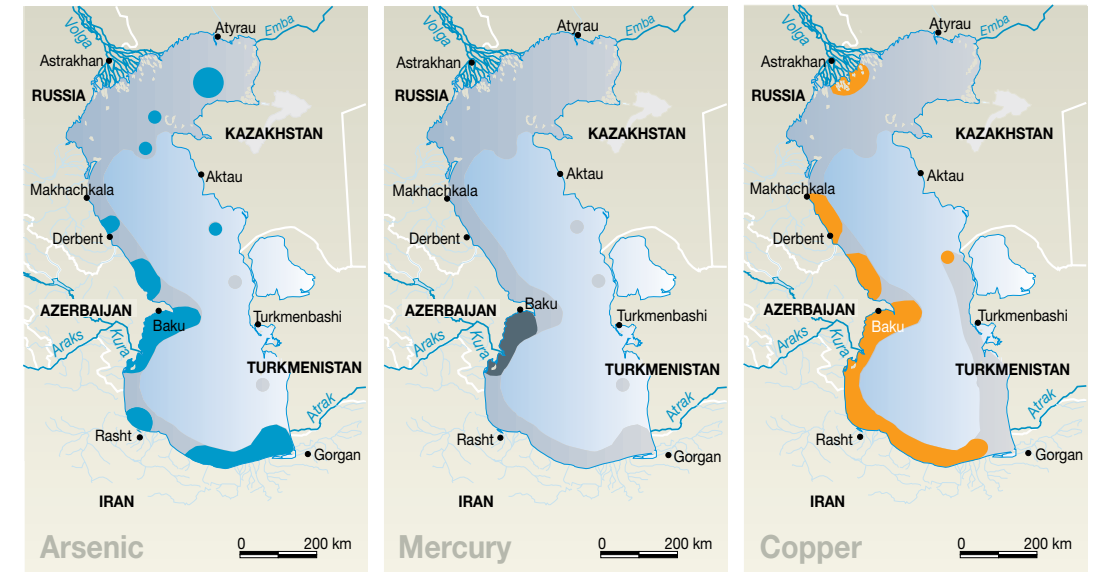 Volga
Atyrau
Emba
Astrakhan
RUSSIA
KAZAKHSTAN
Aktau
Makhachkala
Derbent
AZERBAIJAN
Baku
Turkmenbashi
Araks
Kura
TURKMENISTAN
Atrak
Rasht
Gorgan
IRAN
Arsenic
0 200 km
Volga
Atyrau
Emba
Astrakhan
RUSSIA
KAZAKHSTAN
Aktau
Makhachkala
Derbent
AZERBAIJAN
Baku
Turkmenbashi
Araks
Kura
TURKMENISTAN
Atrak
Rasht
Gorgan
IRAN
Mercury
0 200 km
Volga
Atyrau
Emba
Astrakhan
RUSSIA
KAZAKHSTAN
Aktau
Makhachkala
Derbent
AZERBAIJAN
Baku
Turkmenbashi
Araks
Kura
TURKMENISTAN
Atrak
Rasht
Gorgan
IRAN
Copper
0 200 km